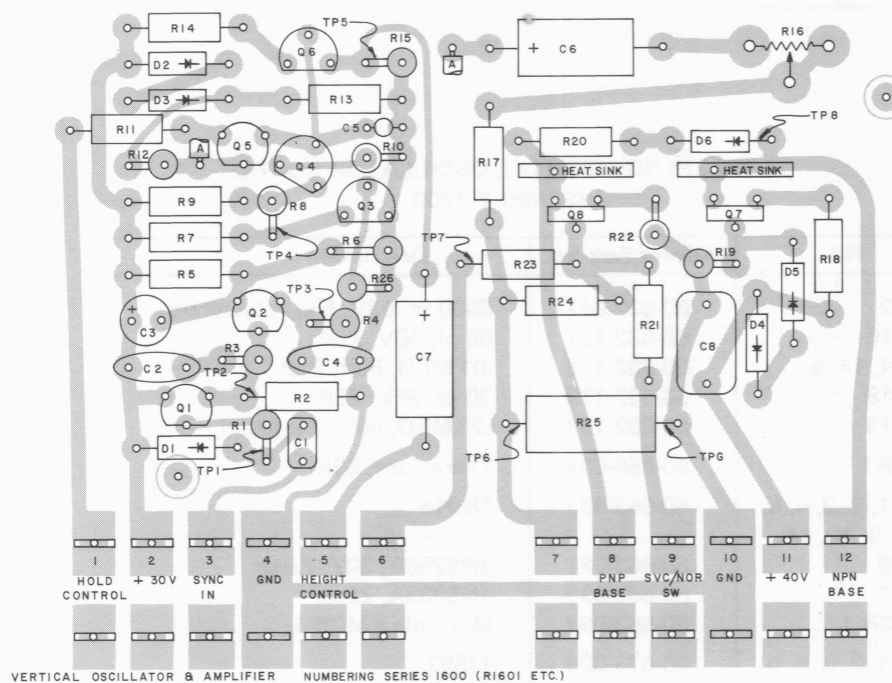 R14
TP5
R15
Q6
C6
A
R16
D2
D3
R13
R11
C5
R17
R20
D6
TP8
R12
A
Q5
Q4
R10
HEAT SINK
HEAT SINK
R9
R8
Q3
Q8
Q7
R7
TP4
R6
TP7
R22
R19
R18
R5
R23
D5
R26
C3
Q2
TP3
R4
R24
R21
D4
C2
R3
C4
C7
C8
TP2
R2
Q1
R1
C1
R25
D1
TP1
TP6
TPG
1 2 3 4 5 6 7 8 9 10 11 12
HOLD CONTROL
+ 30V
SYNC IN
GND
HEIGHT CONTROL
PNP BASE
SVC/NOR SW
GND
+ 40V
NPN BASE
VERTICAL OSCILLATOR & AMPLIFIER NUMBERING SERIES 1600 (R1601 ETC.)